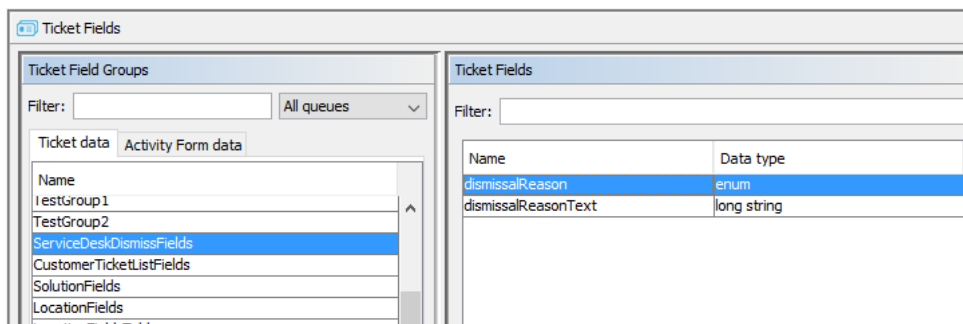 Ticket Fields
Ticket Field Groups
Filter:
All queues
Ticket data
Activity Form data
Name
TestGroup1
TestGroup2
ServiceDeskDismissFields
CustomerTicketListFields
SolutionFields
LocationFields
Ticket Fields
Filter:
Name Data type
dismissalReason enum
dismissalReasonText long string